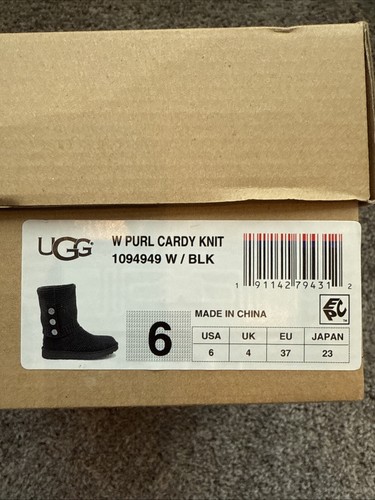 UGG®
W PURL CARDY KNIT
1094949 W / BLK
1 91142 79431 2
6
MADE IN CHINA
USA UK EU JAPAN
6 4 37 23